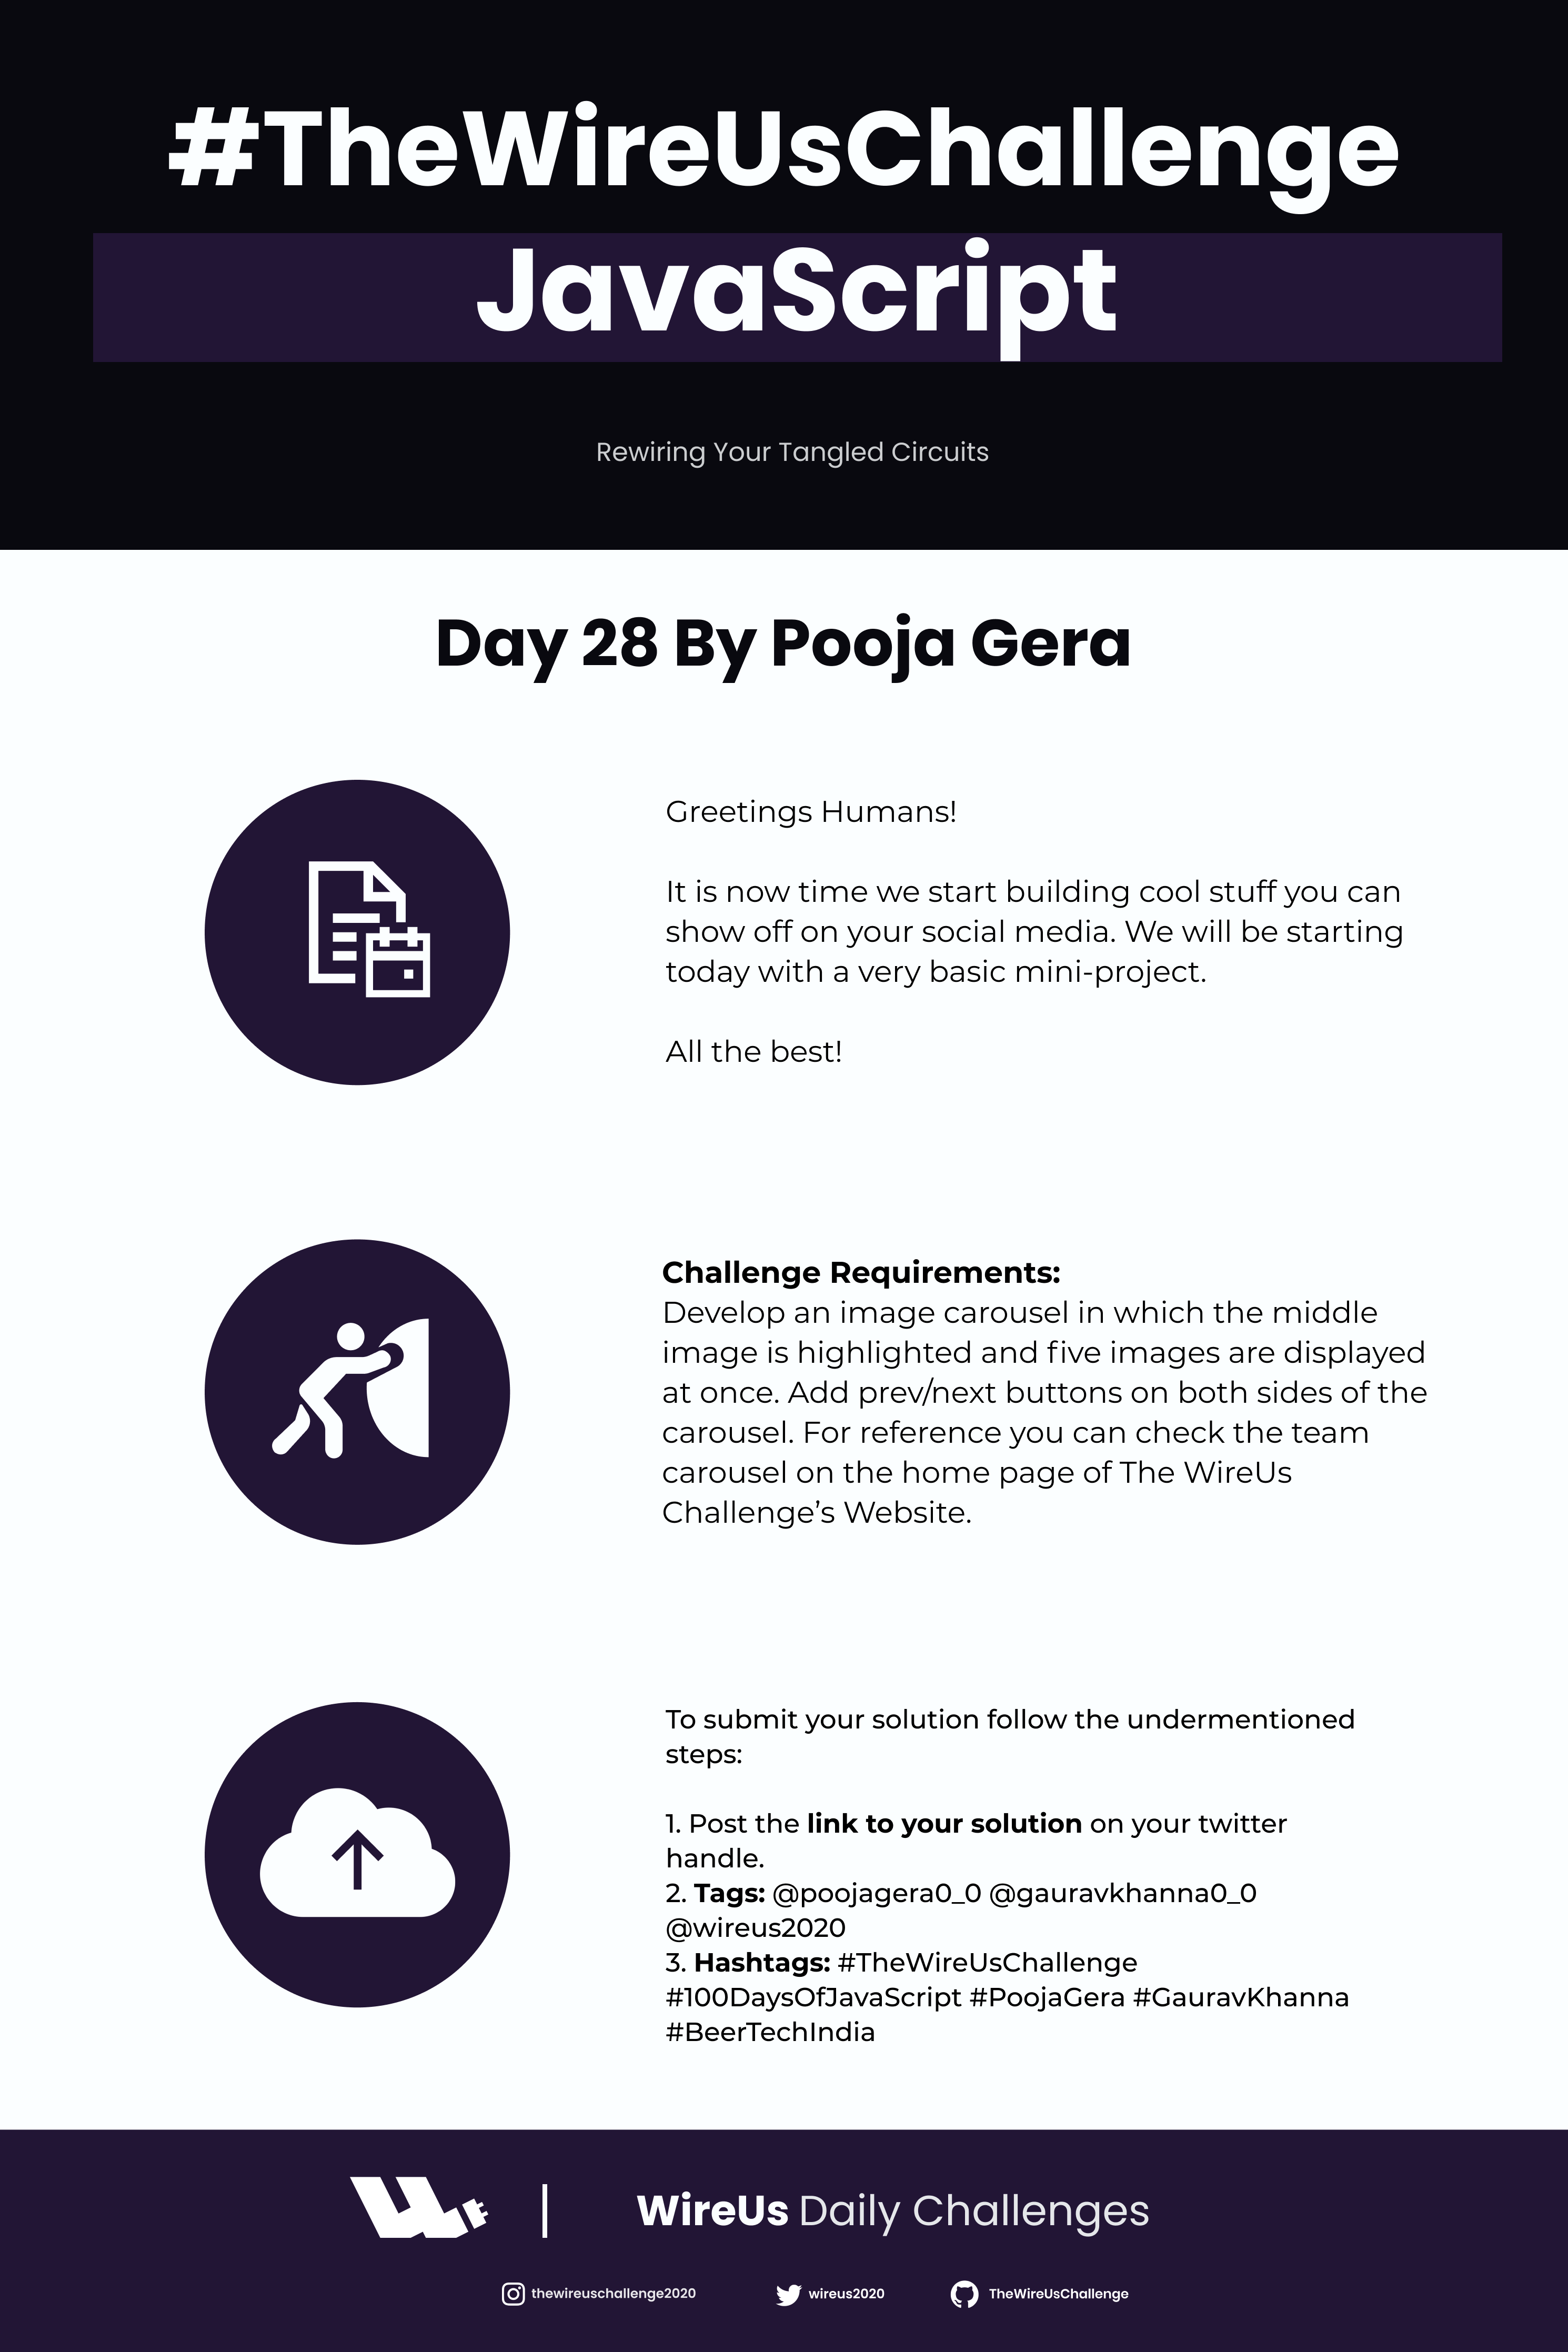 #TheWireUsChallenge
JavaScript
Rewiring Your Tangled Circuits
Day 28 By Pooja Gera
Greetings Humans!
It is now time we start building cool stuff you can
show off on your social media. We will be starting
today with a very basic mini-project.
All the best!
Challenge Requirements:
Develop an image carousel in which the middle
image is highlighted and five images are displayed
at once. Add prev/next buttons on both sides of the
carousel. For reference you can check the team
carousel on the home page of The WireUs
Challenge’s Website.
To submit your solution follow the undermentioned
steps:
1. Post the link to your solution on your twitter
handle.
2. Tags: @poojagera0_0 @gauravkhanna0_0
@wireus2020
3. Hashtags: #TheWireUsChallenge
#100DaysOfJavaScript #PoojaGera #GauravKhanna
#BeerTechIndia
WireUs Daily Challenges
thewireuschallenge2020 wireus2020 TheWireUsChallenge